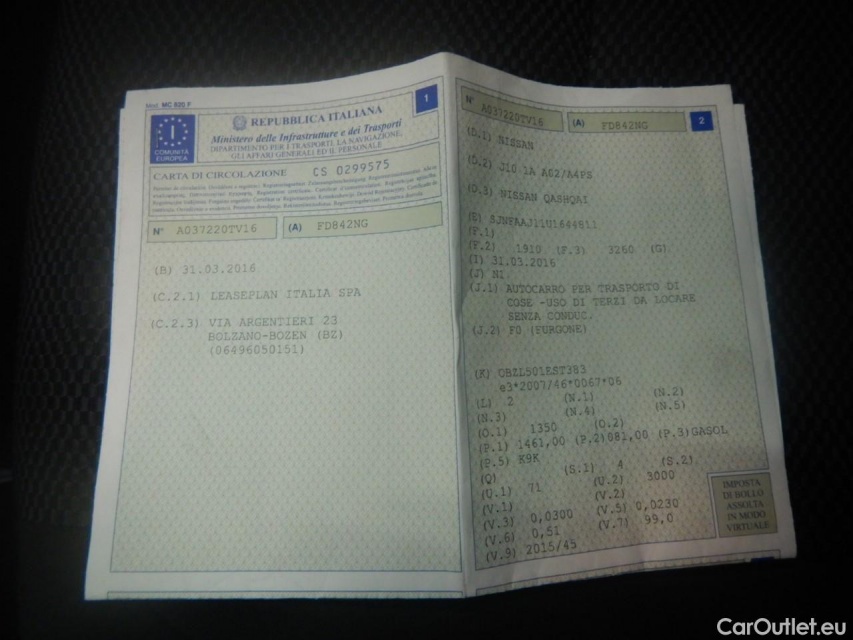 Mod. MC 820 F
1
I
COMUNITÀ
EUROPEA
REPUBBLICA ITALIANA
Ministero delle Infrastrutture e dei Trasporti
DIPARTIMENTO PER I TRASPORTI, LA NAVIGAZIONE,
GLI AFFARI GENERALI ED IL PERSONALE
CARTA DI CIRCOLAZIONE CS 0299575
N° A037220TV16 (A) FD842NG
(B) 31.03.2016
(C.2.1) LEASEPLAN ITALIA SPA
(C.2.3) VIA ARGENTIERI 23
BOLZANO-BOZEN (BZ)
(06496050151)
N° A037220TV16 (A) FD842NG 2
(D.1) NISSAN
(D.2) J10 1A A02/A4PS
(D.3) NISSAN QASHQAI
(E) SJNFAAJ11U1644811
(F.1)
(F.2) 1910 (F.3) 3260 (G)
(I) 31.03.2016
(J) N1
(J.1) AUTOCARRO PER TRASPORTO DI
COSE -USO DI TERZI DA LOCARE
SENZA CONDUC.
(J.2) F0 (FURGONE)
(K) OBZL501EST383
e3*2007/46*0067*06
(L) 2 (N.1) (N.2)
(N.3) (N.4) (N.5)
(O.1) 1350 (O.2)
(P.1) 1461,00 (P.2)081,00 (P.3)GASOL
(P.5) K9K
(Q) (S.1) 4 (S.2)
(U.1) 71 (U.2) 3000
(V.1) (V.2)
(V.3) 0,0300 (V.5) 0,0230
(V.6) 0,51 (V.7) 99,0
(V.9) 2015/45
IMPOSTA
DI BOLLO
ASSOLTA
IN MODO
VIRTUALE
CarOutlet.eu